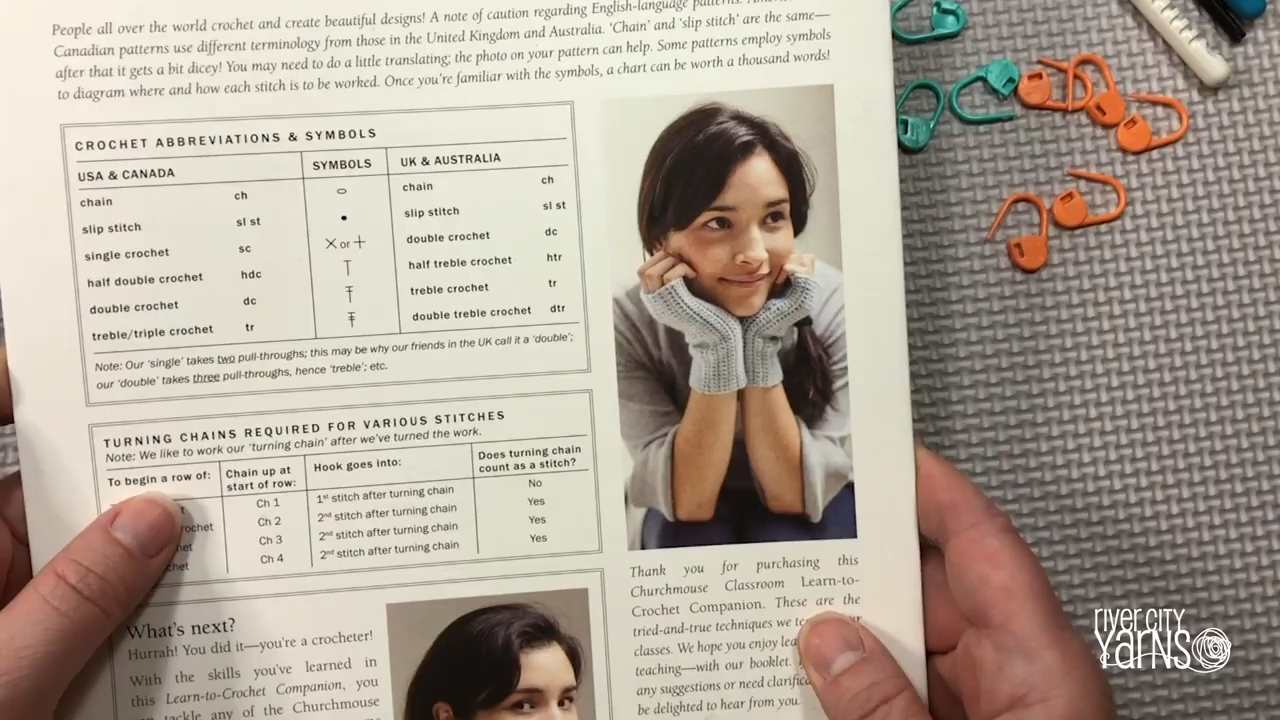 People all over the world crochet and create beautiful designs! A note of caution regarding English-language patterns.
Canadian patterns use different terminology from those in the United Kingdom and Australia. ‘Chain’ and ‘slip stitch’ are the same—
after that it gets a bit dicey! You may need to do a little translating; the photo on your pattern can help. Some patterns employ symbols
to diagram where and how each stitch is to be worked. Once you're familiar with the symbols, a chart can be worth a thousand words!
CROCHET ABBREVIATIONS & SYMBOLS
USA & CANADA SYMBOLS UK & AUSTRALIA
chain ch chain ch
slip stitch sl st • slip stitch sl st
single crochet sc × or + double crochet dc
half double crochet hdc half treble crochet htr
double crochet dc treble crochet tr
treble/triple crochet tr double treble crochet dtr
Note: Our ‘single’ takes two pull-throughs; this may be why our friends in the UK call it a ‘double’;
our ‘double’ takes three pull-throughs, hence ‘treble’; etc.
TURNING CHAINS REQUIRED FOR VARIOUS STITCHES
Note: We like to work our ‘turning chain’ after we've turned the work.
To begin a row of: Chain up at start of row: Hook goes into: Does turning chain count as a stitch?
Ch 1 1st stitch after turning chain No
Ch 2 2nd stitch after turning chain Yes
Ch 3 2nd stitch after turning chain Yes
Ch 4 2nd stitch after turning chain Yes
What's next?
Hurrah! You did it—you're a crocheter!
With the skills you've learned in
this Learn-to-Crochet Companion, you
tackle any of the Churchmouse
Thank you for purchasing this
Churchmouse Classroom Learn-to-
Crochet Companion. These are the
tried-and-true techniques we
classes. We hope you enjoy
teaching—with our booklet.
any suggestions or need
be delighted to hear from you.
river city
yarns